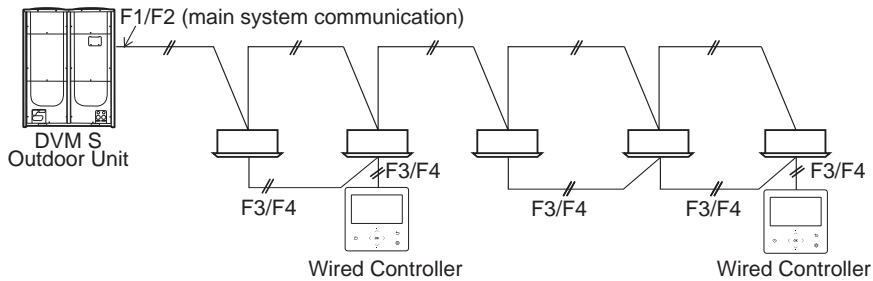 F1/F2 (main system communication)
DVM S
Outdoor Unit
F3/F4
F3/F4
F3/F4
F3/F4
F3/F4
Wired Controller
Wired Controller